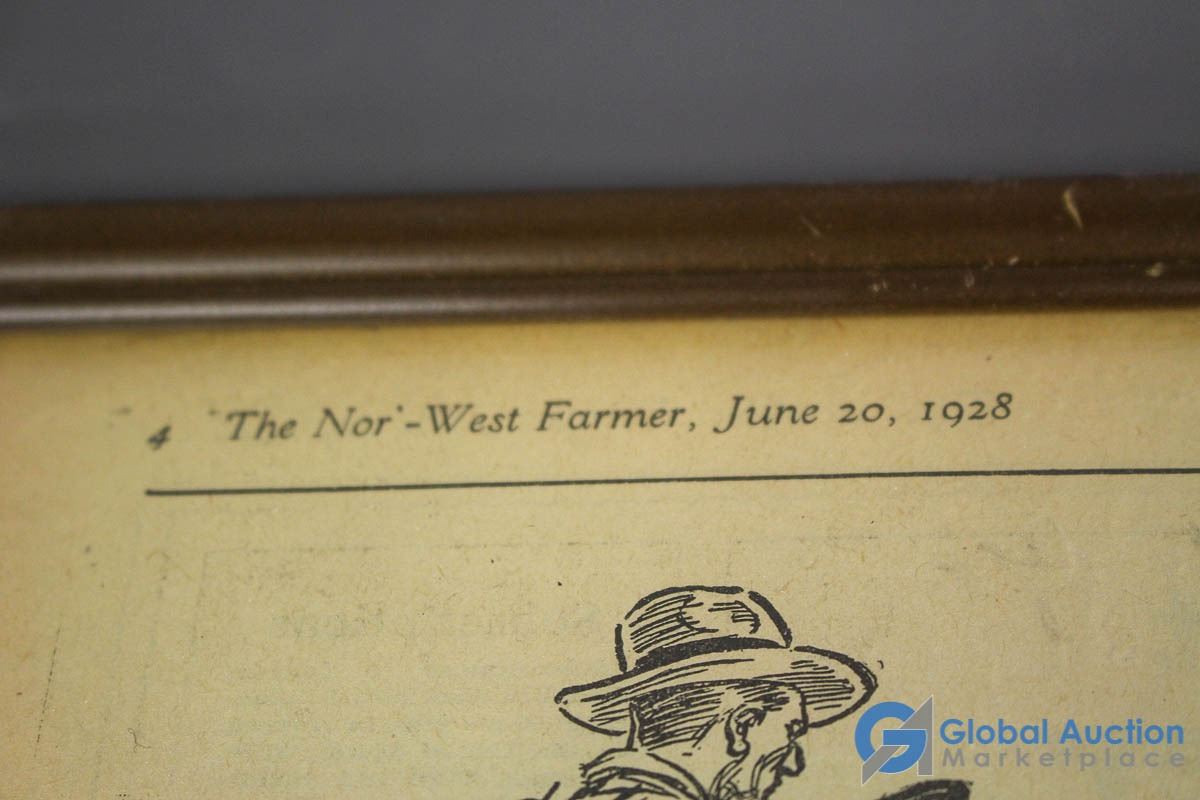 4 The Nor'-West Farmer, June 20, 1928
Global Auction
Marketplace